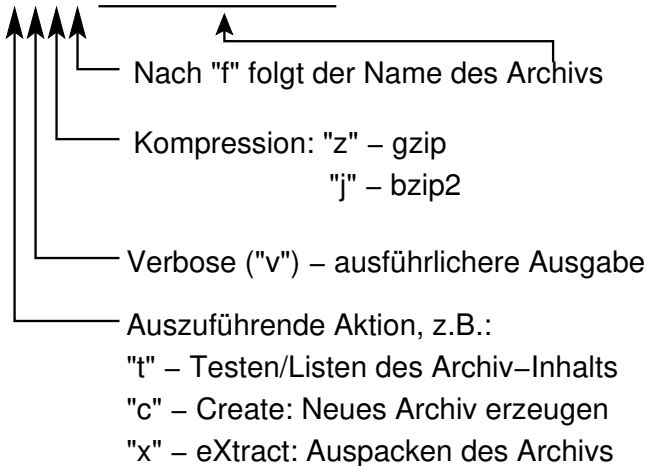 Nach "f" folgt der Name des Archivs
Kompression: "z" – gzip
"j" – bzip2
Verbose ("v") – ausführlichere Ausgabe
Auszuführende Aktion, z.B.:
"t" – Testen/Listen des Archiv–Inhalts
"c" – Create: Neues Archiv erzeugen
"x" – eXtract: Auspacken des Archivs